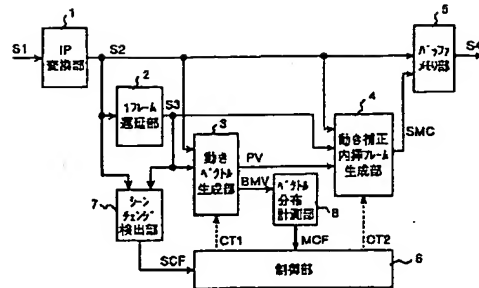 1
S1
IP
変換部
S2
2
1フレーム
遅延部
S3
3
動き
ベクトル
生成部
PV
BMV
4
動き補正
内挿フレーム
生成部
SMC
5
バッファ
メモリ部
S4
7
シーン
チェンジ
検出部
SCF
CT1
ベクトル
分布
計測部
8
MCF
CT2
制御部
6